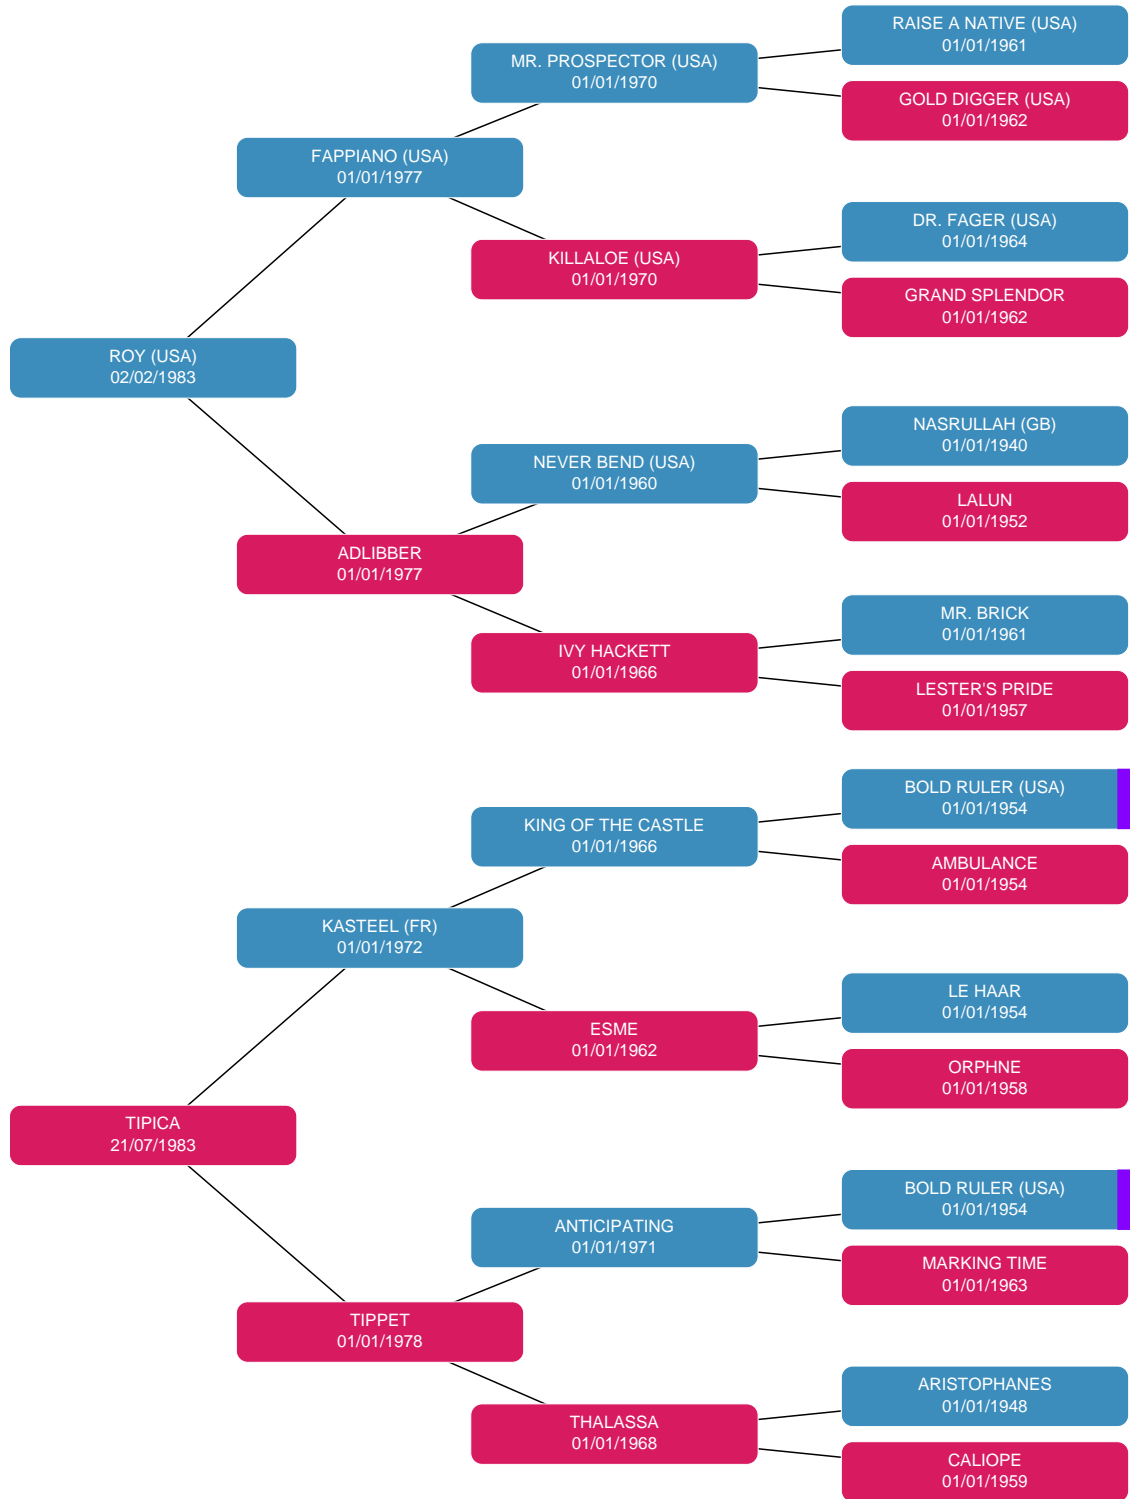 RAISE A NATIVE (USA)
01/01/1961
MR. PROSPECTOR (USA)
01/01/1970
GOLD DIGGER (USA)
01/01/1962
FAPPIANO (USA)
01/01/1977
DR. FAGER (USA)
01/01/1964
KILLALOE (USA)
01/01/1970
GRAND SPLENDOR
01/01/1962
ROY (USA)
02/02/1983
NASRULLAH (GB)
01/01/1940
NEVER BEND (USA)
01/01/1960
LALUN
01/01/1952
ADLIBBER
01/01/1977
MR. BRICK
01/01/1961
IVY HACKETT
01/01/1966
LESTER'S PRIDE
01/01/1957
BOLD RULER (USA)
01/01/1954
KING OF THE CASTLE
01/01/1966
AMBULANCE
01/01/1954
KASTEEL (FR)
01/01/1972
LE HAAR
01/01/1954
ESME
01/01/1962
ORPHNE
01/01/1958
TIPICA
21/07/1983
BOLD RULER (USA)
01/01/1954
ANTICIPATING
01/01/1971
MARKING TIME
01/01/1963
TIPPET
01/01/1978
ARISTOPHANES
01/01/1948
THALASSA
01/01/1968
CALIOPE
01/01/1959